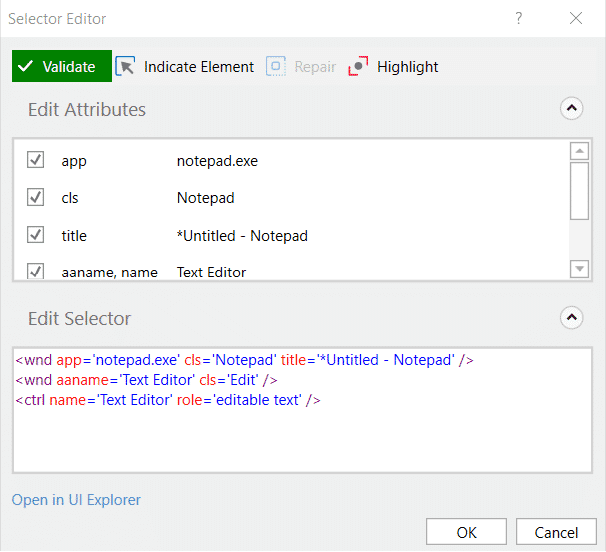 Selector Editor ?
Validate Indicate Element Repair Highlight
Edit Attributes
app notepad.exe
cls Notepad
title *Untitled - Notepad
aaname, name Text Editor
Edit Selector
<wnd app='notepad.exe' cls='Notepad' title='*Untitled - Notepad' />
<wnd aaname='Text Editor' cls='Edit' />
<ctrl name='Text Editor' role='editable text' />
Open in UI Explorer
OK Cancel